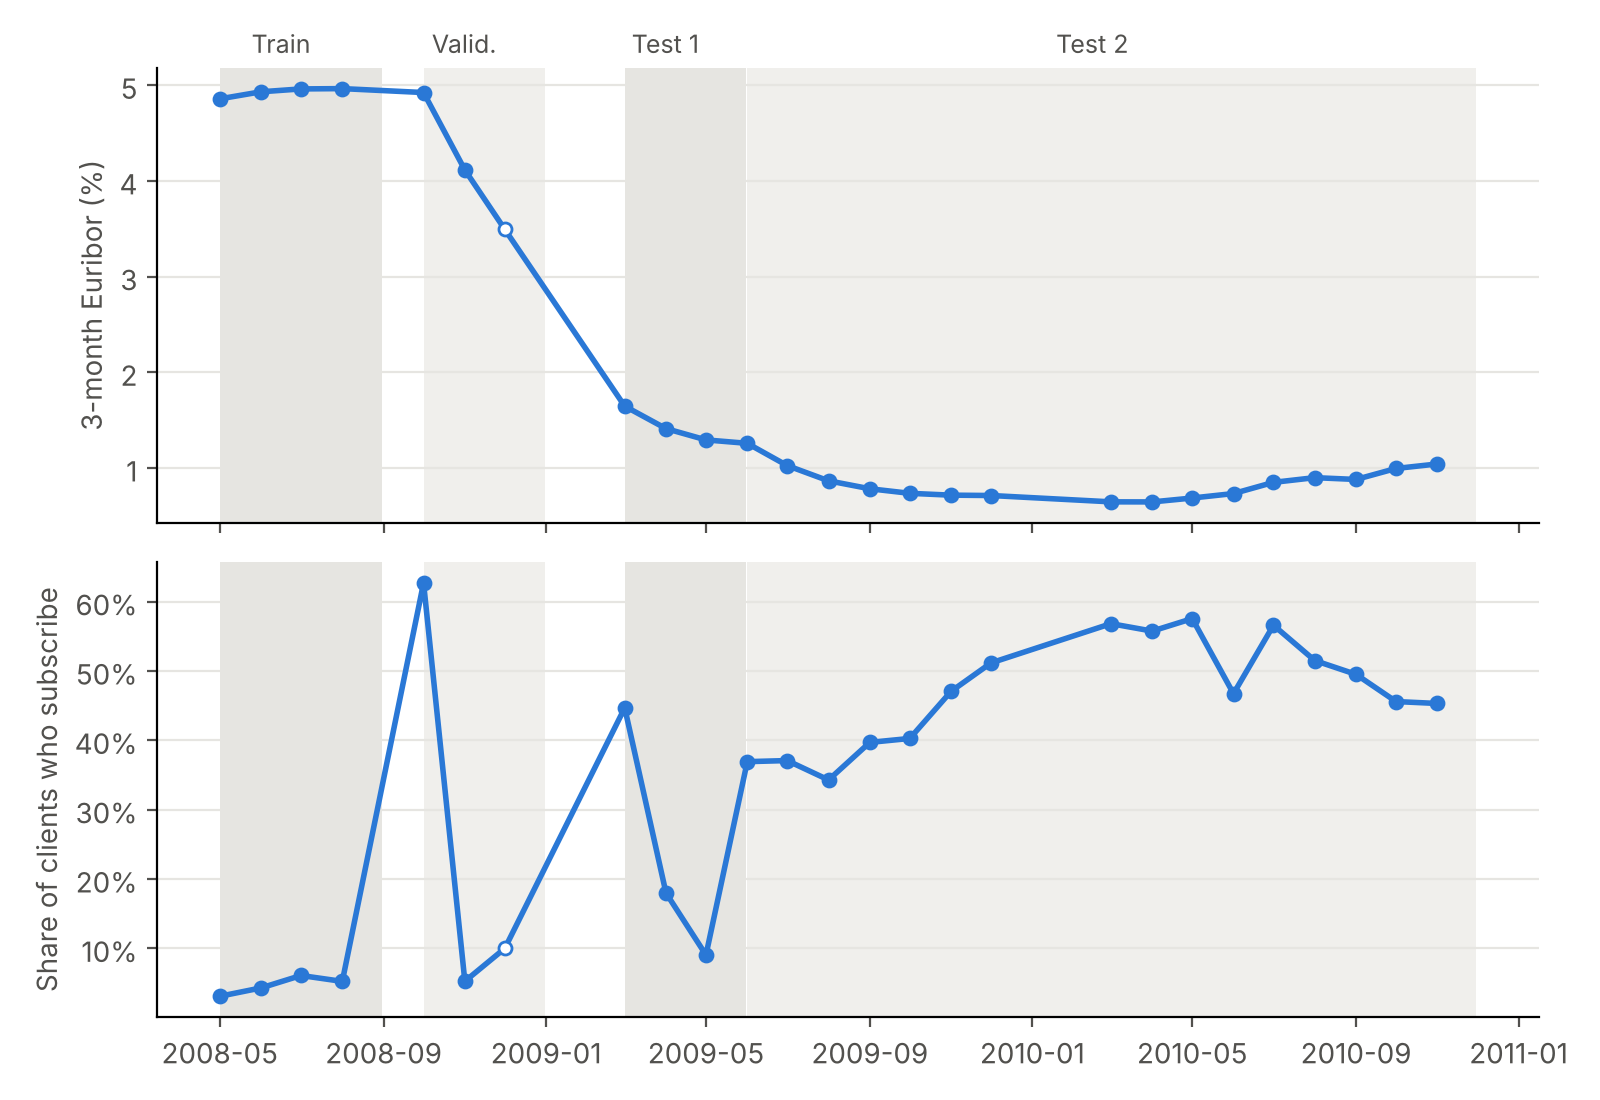 Train Valid. Test 1 Test 2
3-month Euribor (%)
5
4
3
2
1
Share of clients who subscribe
60%
50%
40%
30%
20%
10%
2008-05 2008-09 2009-01 2009-05 2009-09 2010-01 2010-05 2010-09 2011-01